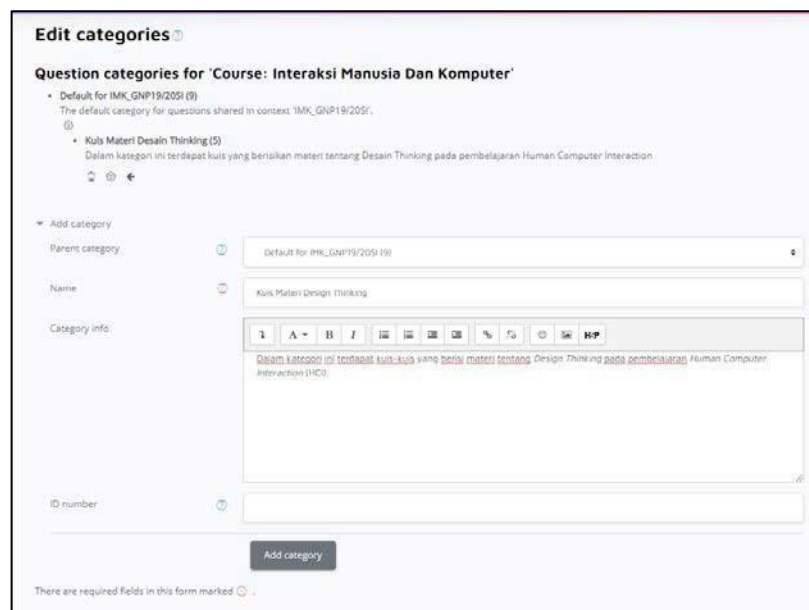 Edit categories
Question categories for 'Course: Interaksi Manusia Dan Komputer'
Default for IMK_GNP19/20SI (9)
The default category for questions shared in context 'IMK_GNP19/20SI'.
Kuis Materi Desain Thinking (5)
Dalam kategori ini terdapat kuis yang berisikan materi tentang Desain Thinking pada pembelajaran Human Computer Interaction
Add category
Parent category
Default for IMK_GNP19/20SI (9)
Name
Kuis Materi Design Thinking
Category info
A B I H-P
Dalam kategori ini terdapat kuis-kuis yang berisi materi tentang Design Thinking pada pembelajaran Human Computer
Interaction (HCI).
ID number
Add category
There are required fields in this form marked .